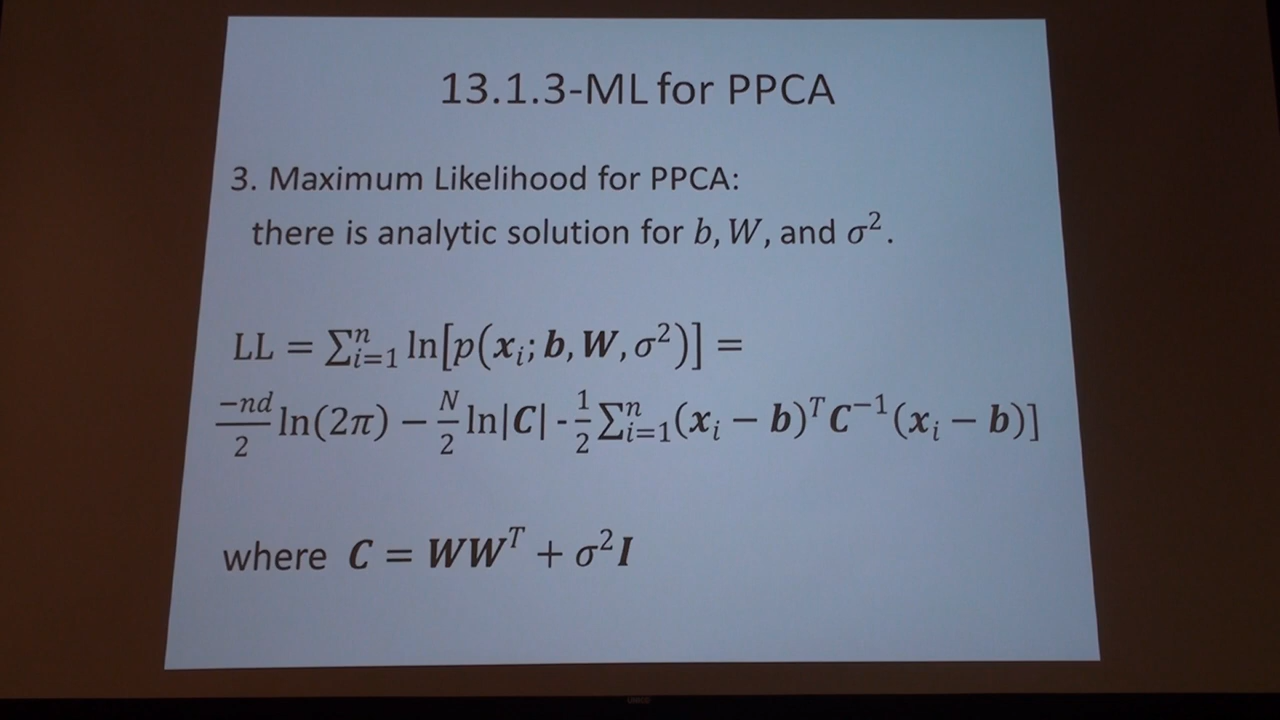 13.1.3-ML for PPCA
3. Maximum Likelihood for PPCA:
there is analytic solution for b, W, and σ².
LL = ∑ⁿᵢ₌₁ ln[p(xᵢ; b, W, σ²)] =
−nd/2 ln(2π) − N/2 ln|C| - 1/2 ∑ⁿᵢ₌₁(xᵢ − b)ᵀC⁻¹(xᵢ − b)]
where C = WWᵀ + σ²I